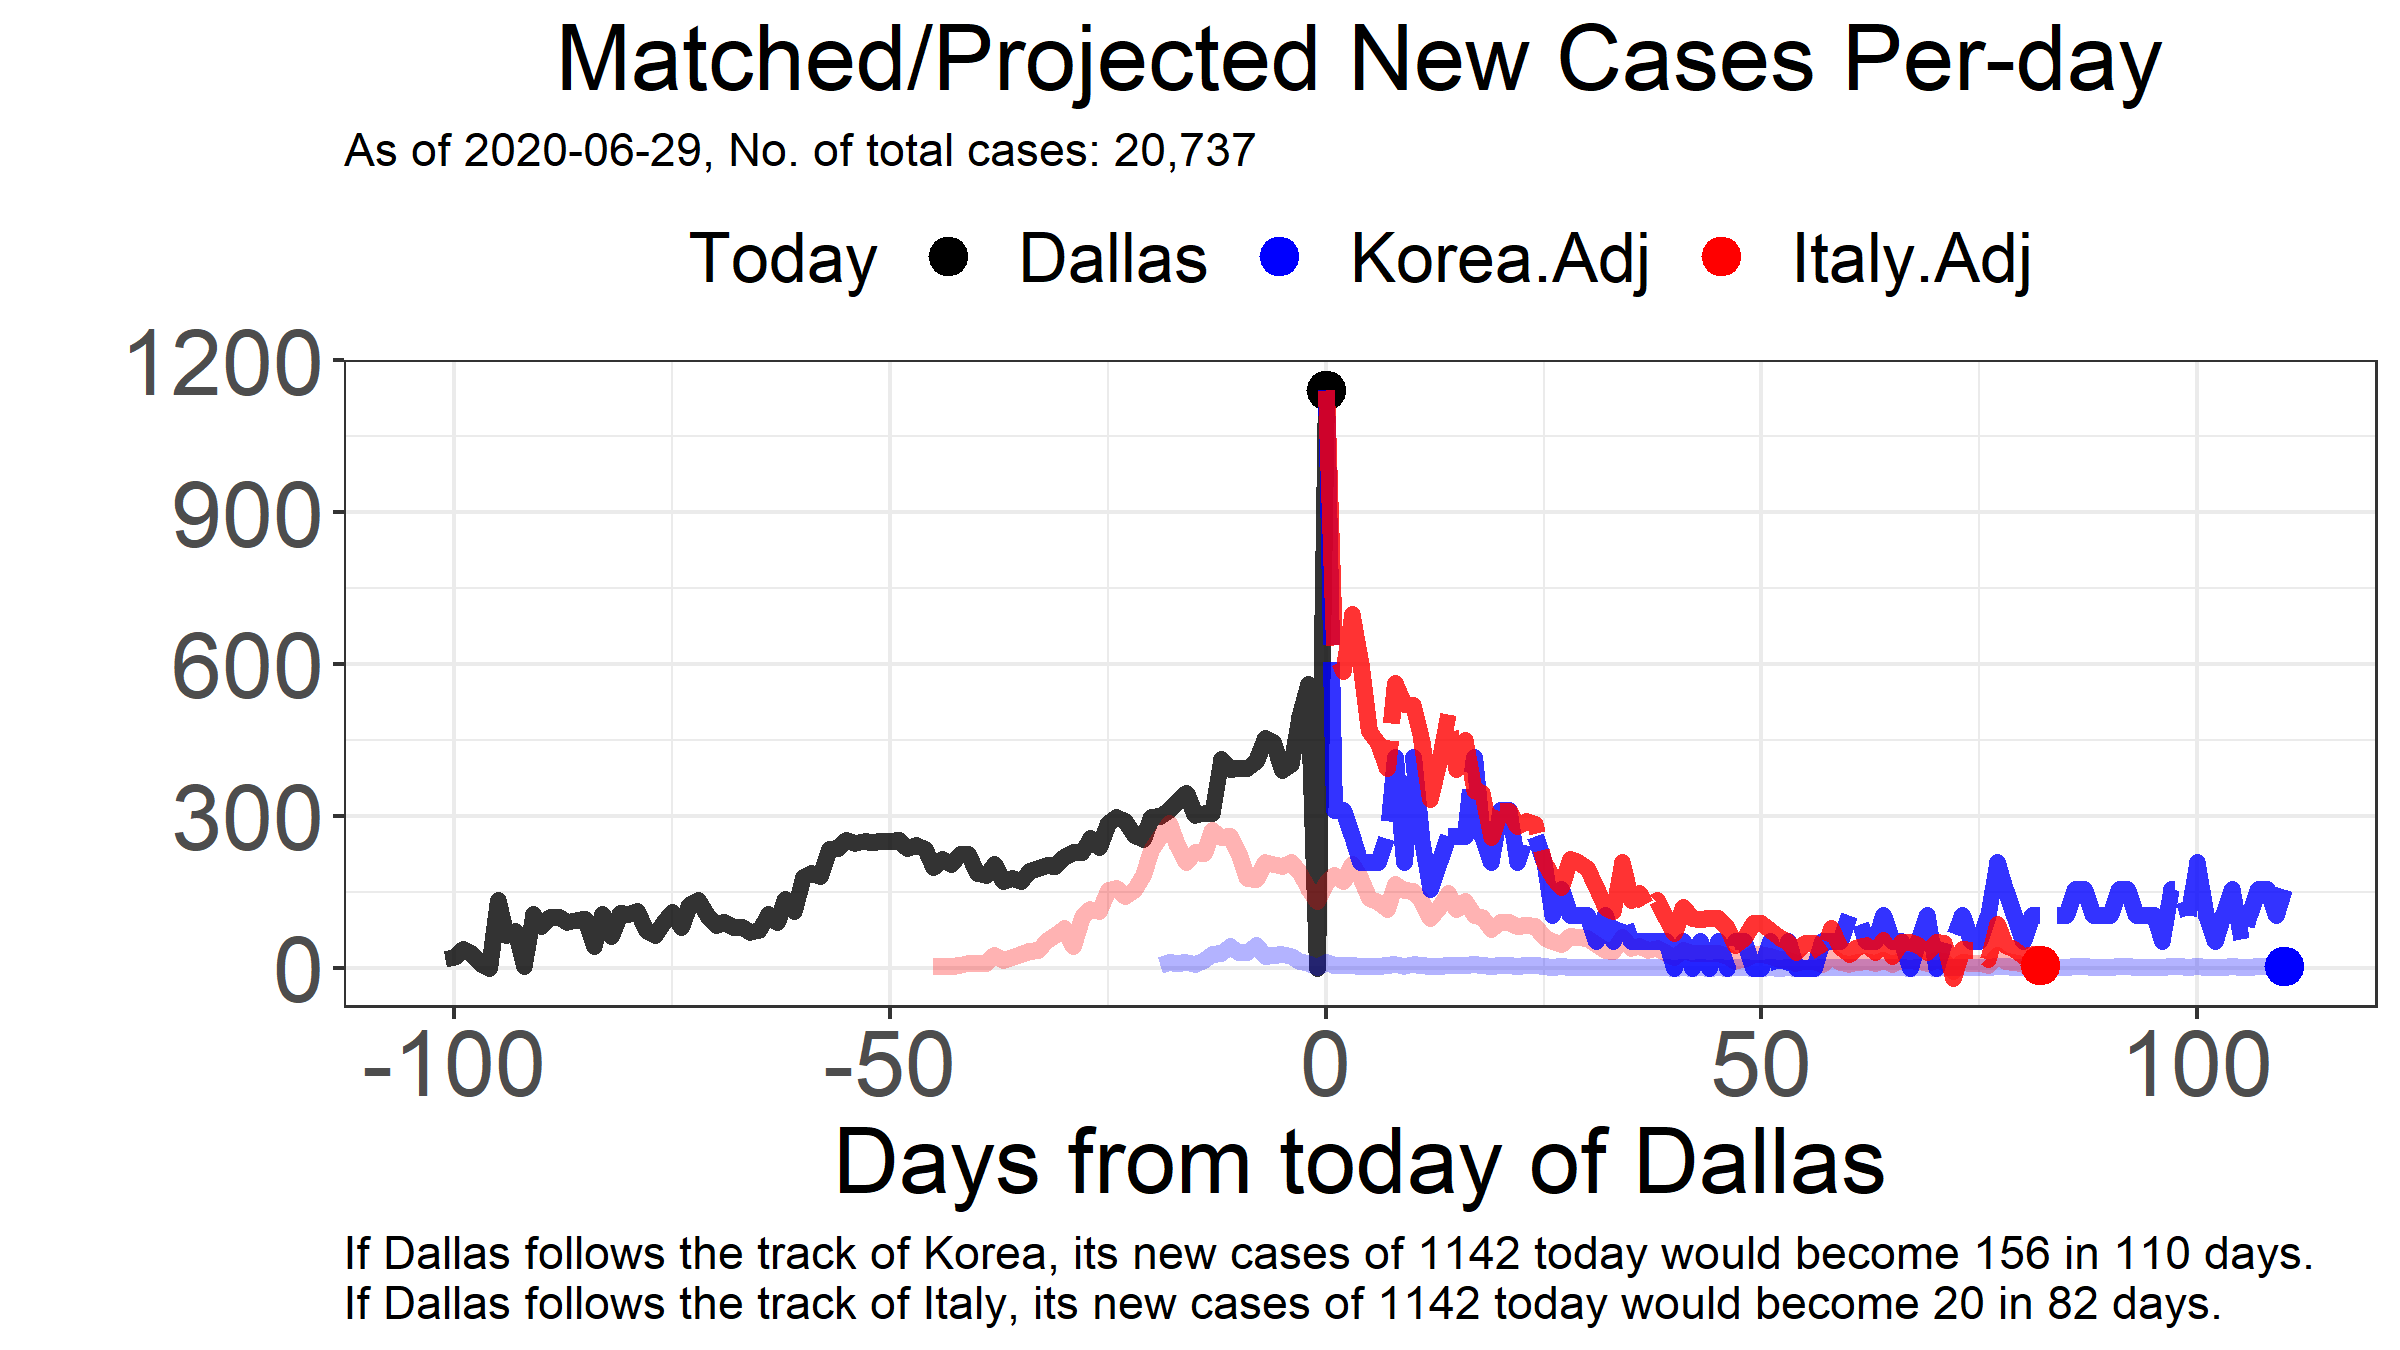 Matched/Projected New Cases Per-day
As of 2020-06-29, No. of total cases: 20,737
Today Dallas Korea.Adj Italy.Adj
1200
900
600
300
0
-100 -50 0 50 100
Days from today of Dallas
If Dallas follows the track of Korea, its new cases of 1142 today would become 156 in 110 days.
If Dallas follows the track of Italy, its new cases of 1142 today would become 20 in 82 days.